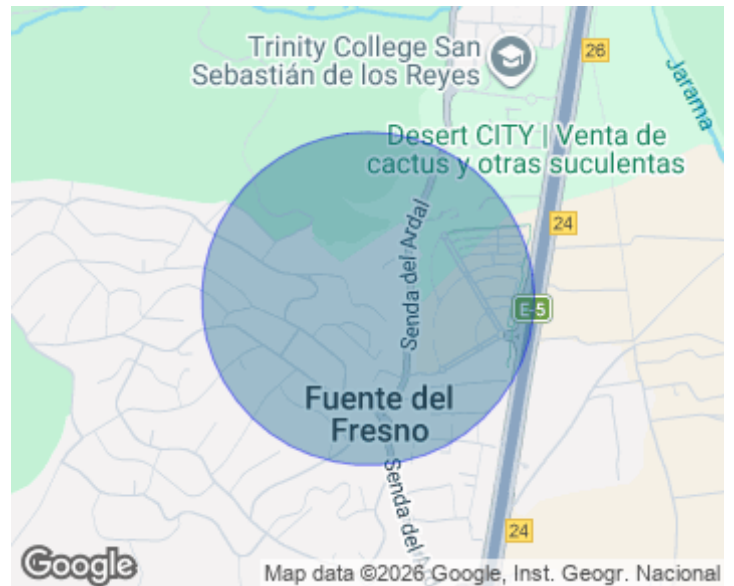 Trinity College San
Sebastián de los Reyes
26
Jarama
Desert CITY | Venta de
cactus y otras suculentas
24
Senda del Ardal
E-5
Fuente del
Fresno
Senda del
24
Google
Map data ©2026 Google, Inst. Geogr. Nacional